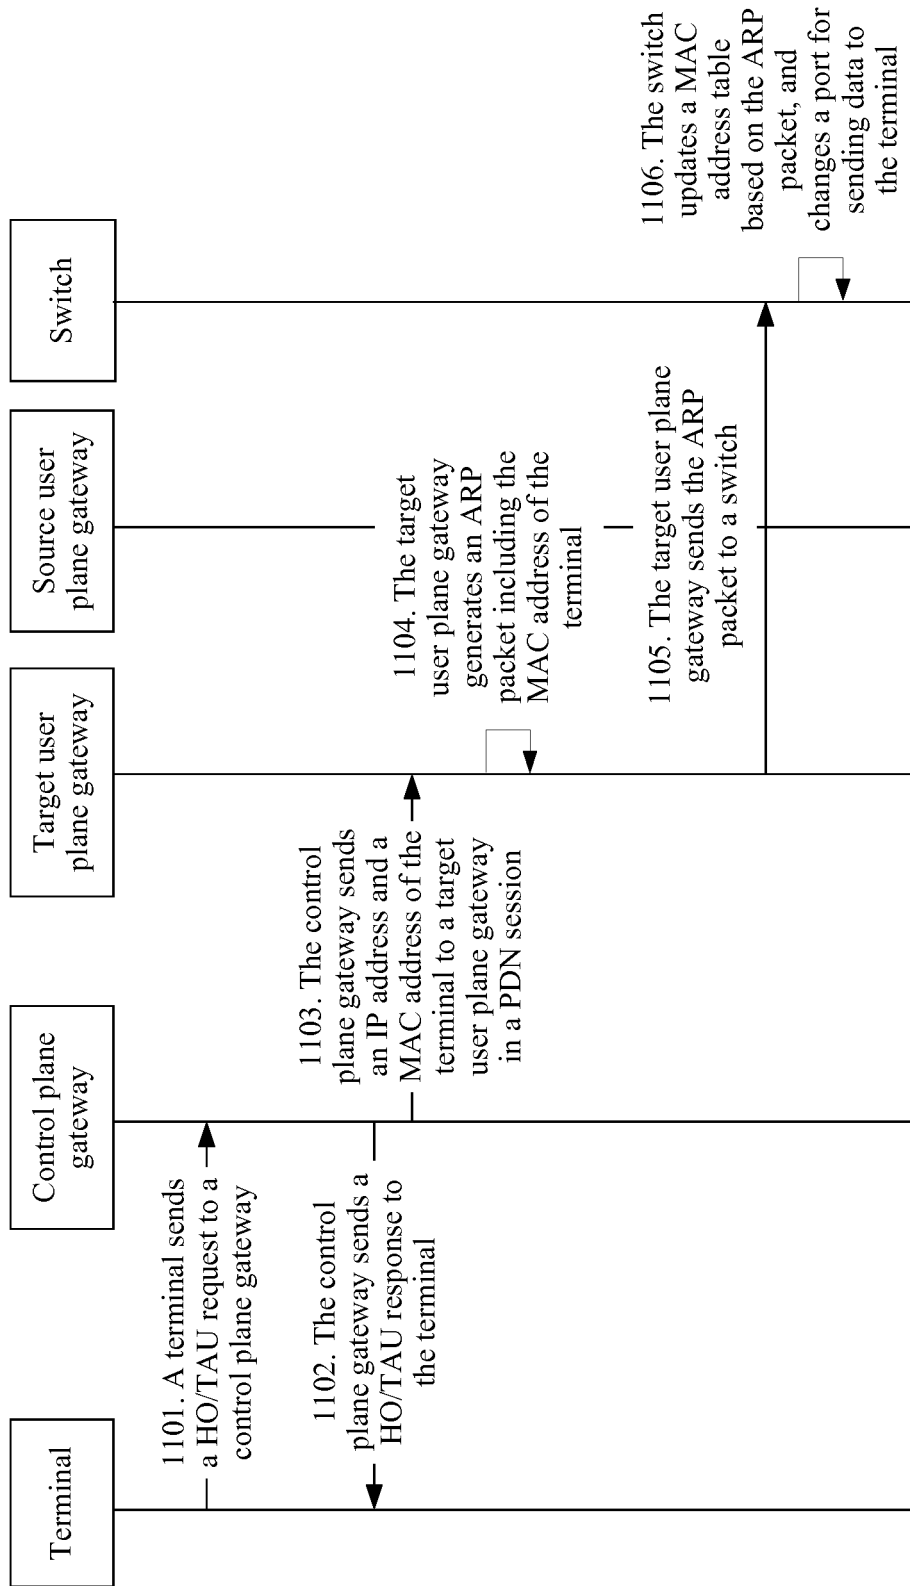 Terminal
Control plane
gateway
Target user
plane gateway
Source user
plane gateway
Switch
1101. A terminal sends
a HO/TAU request to a
control plane gateway
1102. The control
plane gateway sends a
HO/TAU response to
the terminal
1103. The control
plane gateway sends
an IP address and a
MAC address of the
terminal to a target
user plane gateway
in a PDN session
1104. The target
user plane gateway
generates an ARP
packet including the
MAC address of the
terminal
1105. The target user plane
gateway sends the ARP
packet to a switch
1106. The switch
updates a MAC
address table
based on the ARP
packet, and
changes a port for
sending data to
the terminal